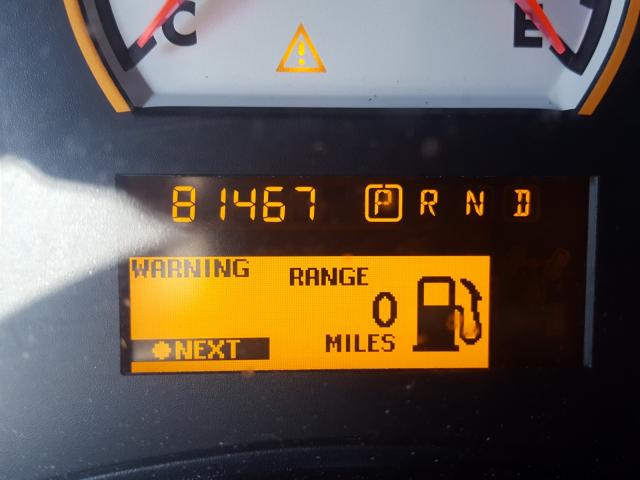 C E
!
81467 P R N D
WARNING
RANGE
0
MILES
NEXT